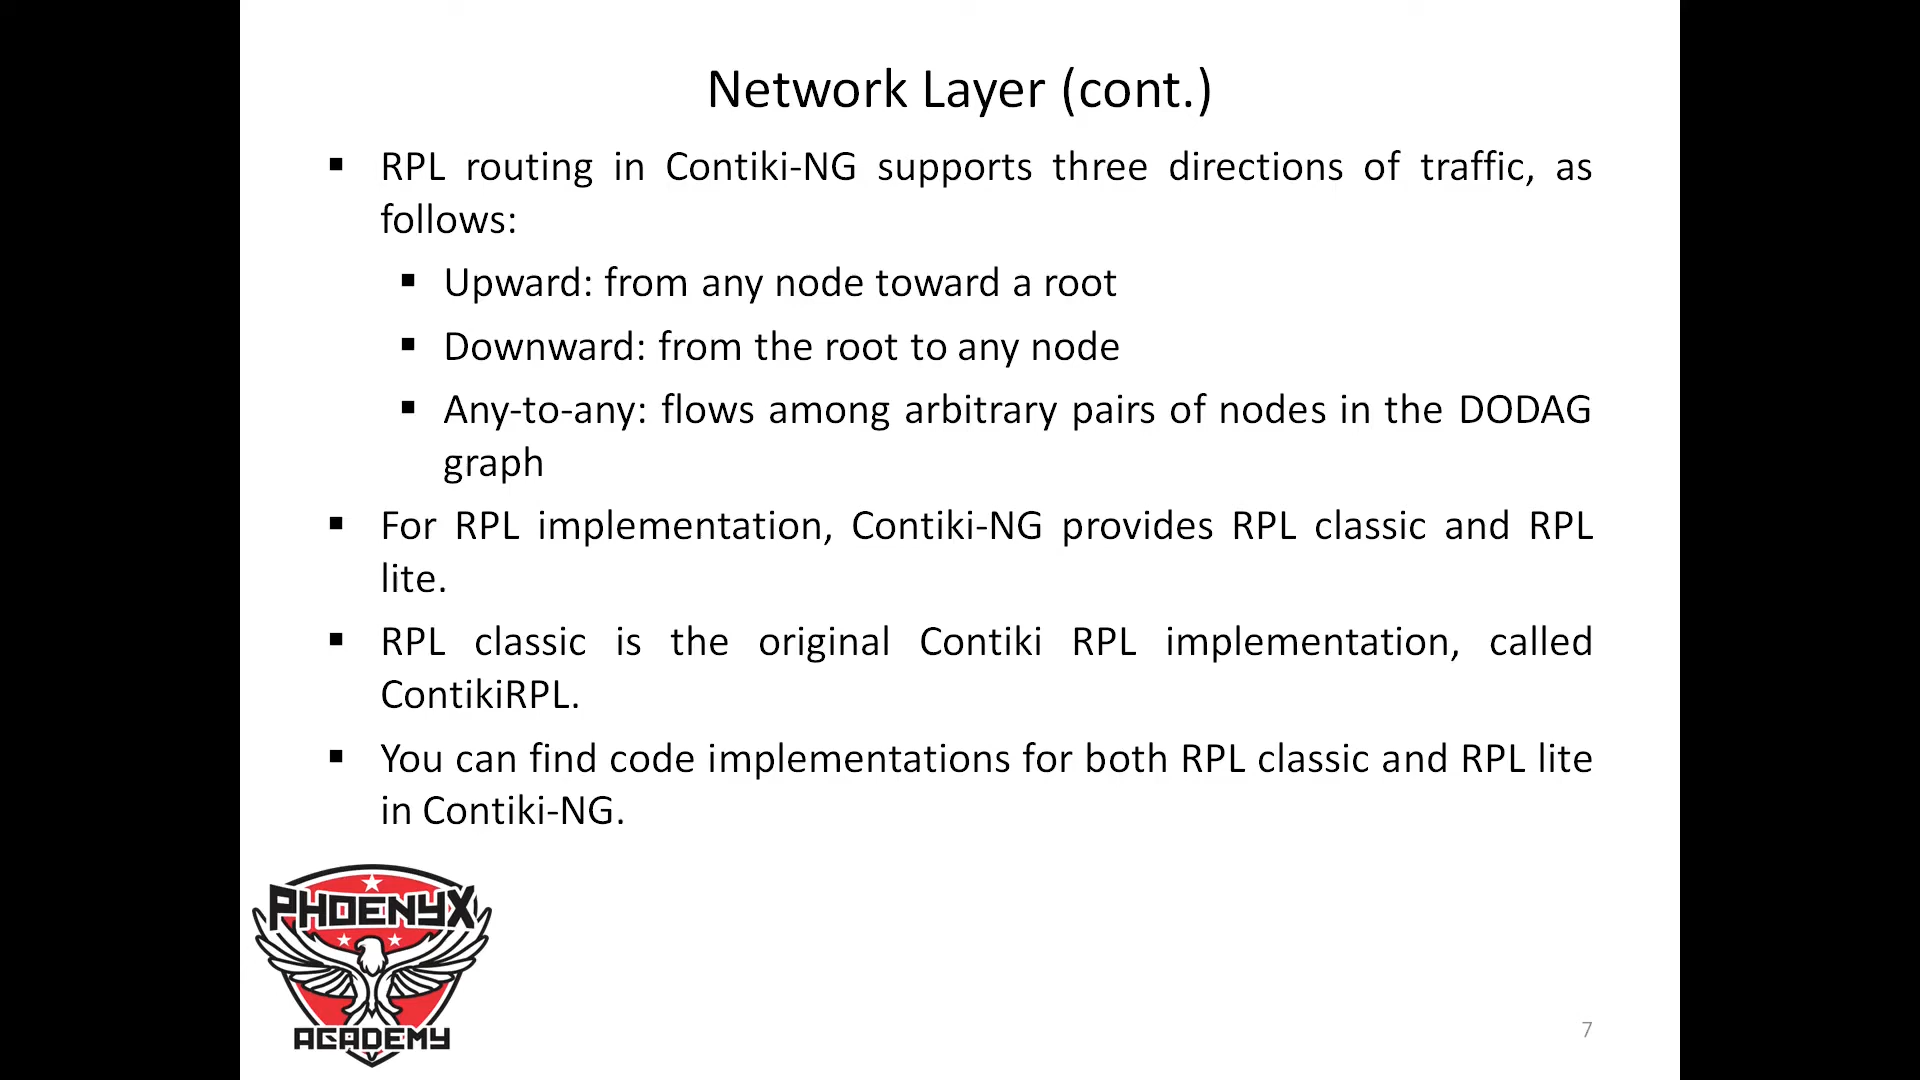 Network Layer (cont.)
▪ RPL routing in Contiki-NG supports three directions of traffic, as
follows:
▪ Upward: from any node toward a root
▪ Downward: from the root to any node
▪ Any-to-any: flows among arbitrary pairs of nodes in the DODAG
graph
▪ For RPL implementation, Contiki-NG provides RPL classic and RPL
lite.
▪ RPL classic is the original Contiki RPL implementation, called
ContikiRPL.
▪ You can find code implementations for both RPL classic and RPL lite
in Contiki-NG.
PHOENYX
ACADEMY
7